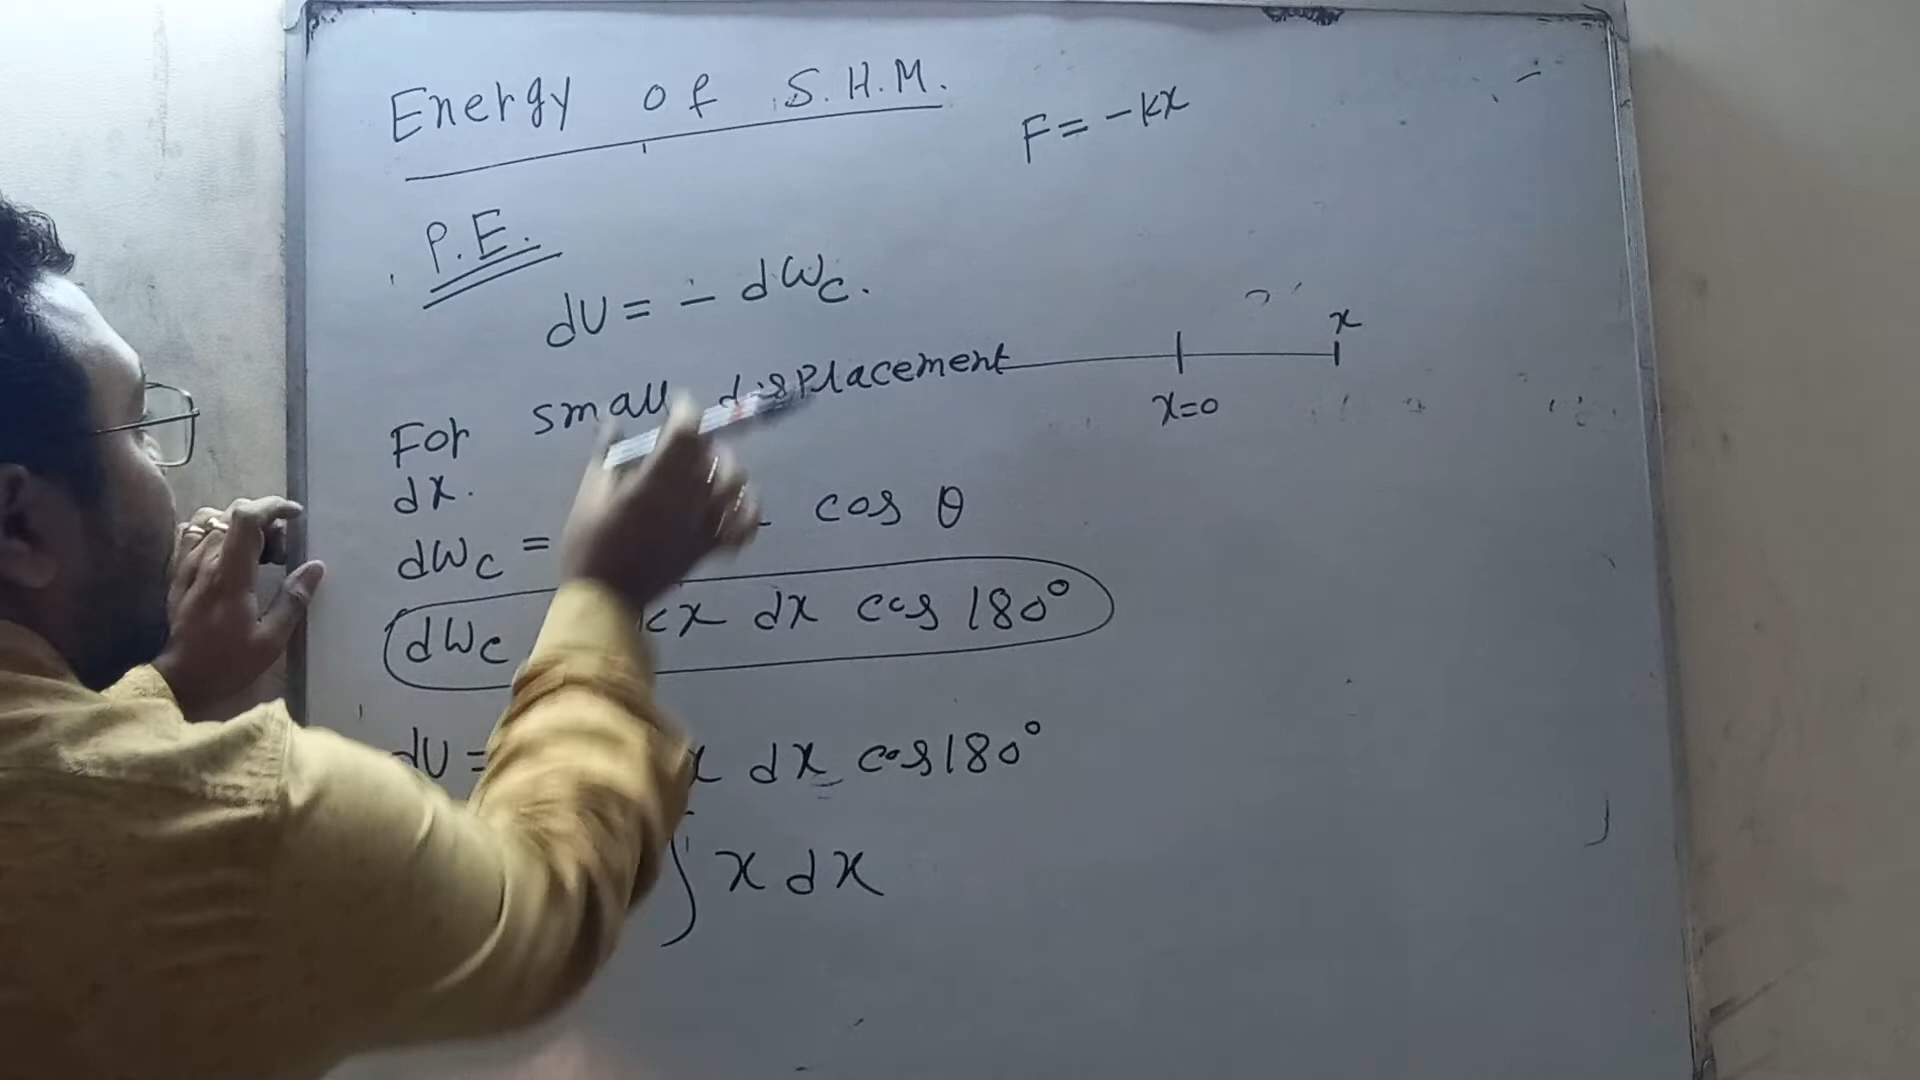 Energy of S.H.M.
F = -kx
P.E.
dU = - dWc.
x
For small displacement
x=0
dx.
dWc = cos θ
dWc kx dx cos 180°
dU = x dx cos 180°
∫ x dx